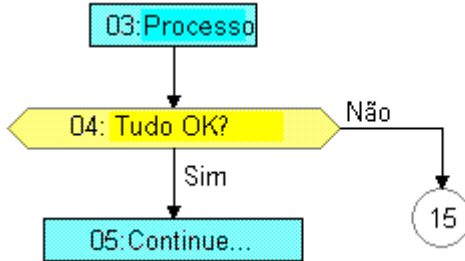 03:Processo
04: Tudo OK?
Não
Sim
15
05:Continue...